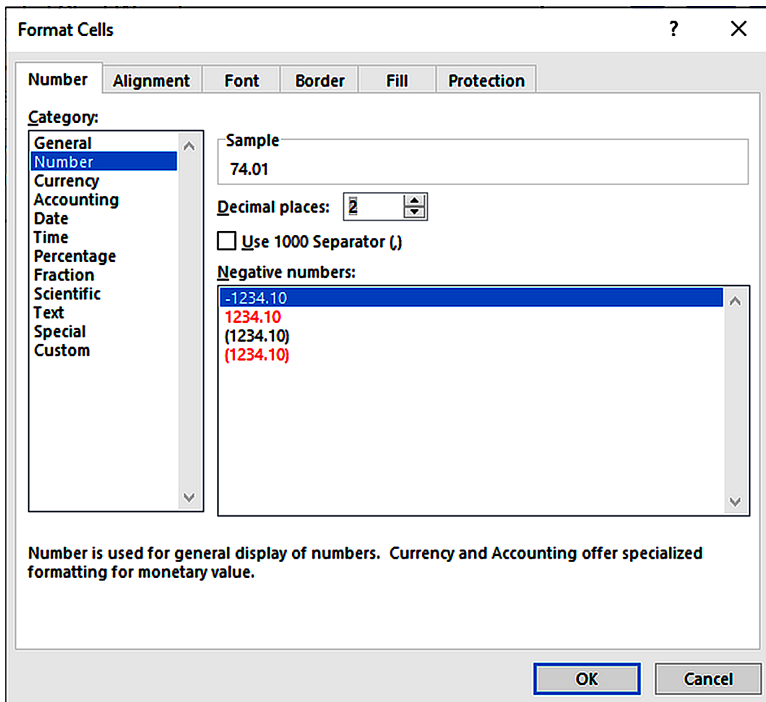 Format Cells ?
Number Alignment Font Border Fill Protection
Category:
General
Number
Currency
Accounting
Date
Time
Percentage
Fraction
Scientific
Text
Special
Custom
Sample
74.01
Decimal places: 2
Use 1000 Separator (,)
Negative numbers:
-1234.10
1234.10
(1234.10)
(1234.10)
Number is used for general display of numbers. Currency and Accounting offer specialized
formatting for monetary value.
OK Cancel